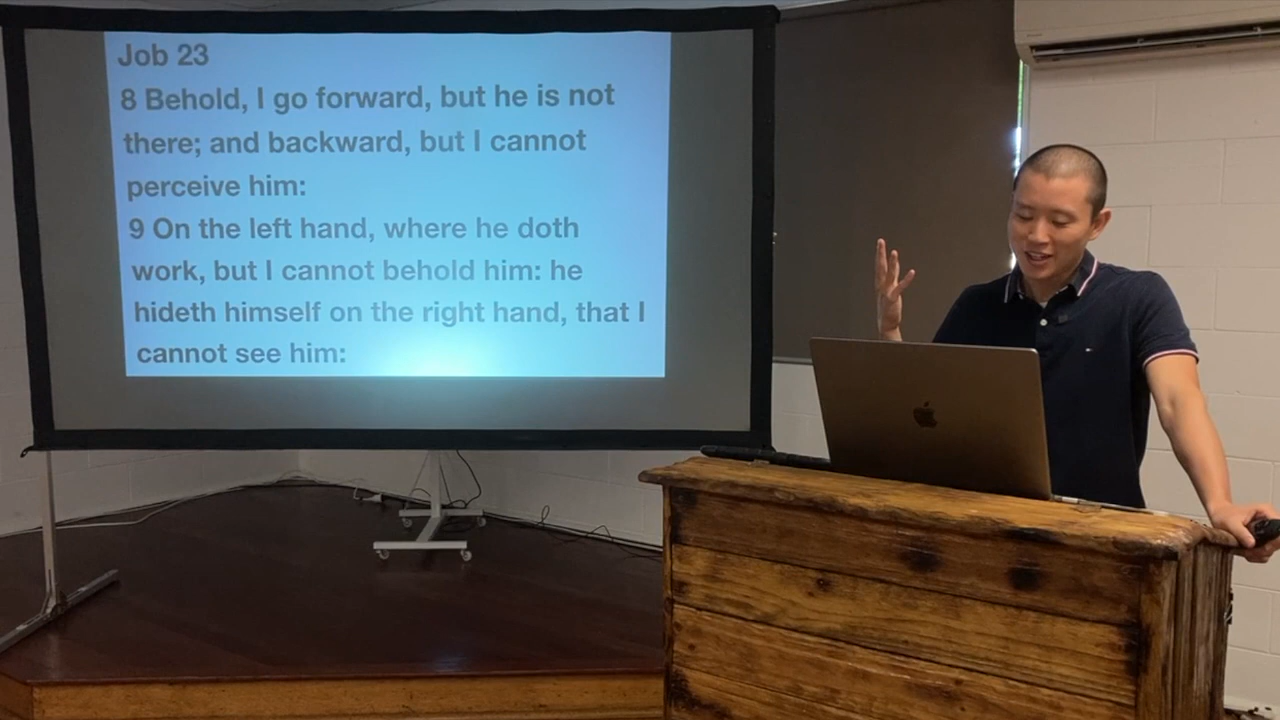 Job 23
8 Behold, I go forward, but he is not
there; and backward, but I cannot
perceive him:
9 On the left hand, where he doth
work, but I cannot behold him: he
hideth himself on the right hand, that I
cannot see him: